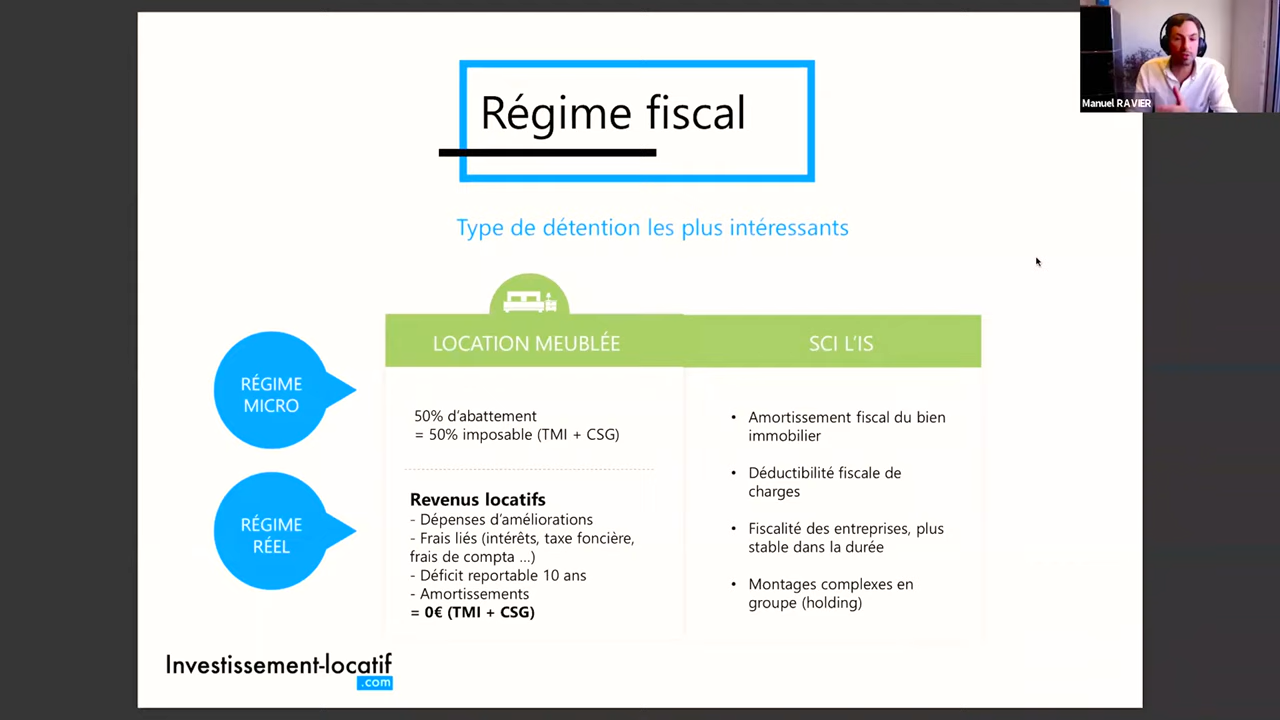 Régime fiscal
Manuel RAVIER
Type de détention les plus intéressants
LOCATION MEUBLÉE
SCI L'IS
RÉGIME
MICRO
50% d'abattement
= 50% imposable (TMI + CSG)
RÉGIME
RÉEL
Revenus locatifs
- Dépenses d'améliorations
- Frais liés (intérêts, taxe foncière,
frais de compta ...)
- Déficit reportable 10 ans
- Amortissements
= 0€ (TMI + CSG)
• Amortissement fiscal du bien
immobilier
• Déductibilité fiscale de
charges
• Fiscalité des entreprises, plus
stable dans la durée
• Montages complexes en
groupe (holding)
Investissement-locatif
.com